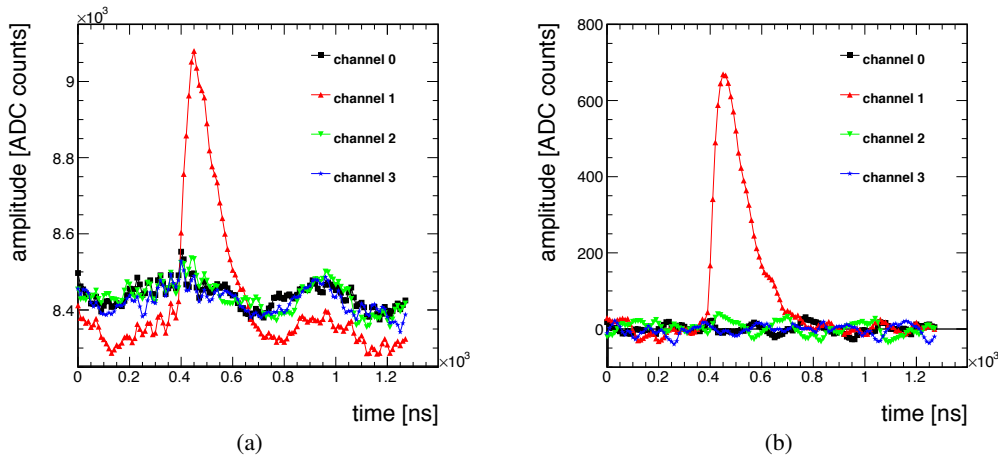 ×10³
amplitude [ADC counts]
9
8.8
8.6
8.4
0 0.2 0.4 0.6 0.8 1 1.2
×10³
time [ns]
channel 0
channel 1
channel 2
channel 3
(a)
amplitude [ADC counts]
800
600
400
200
0
0 0.2 0.4 0.6 0.8 1 1.2
×10³
time [ns]
channel 0
channel 1
channel 2
channel 3
(b)